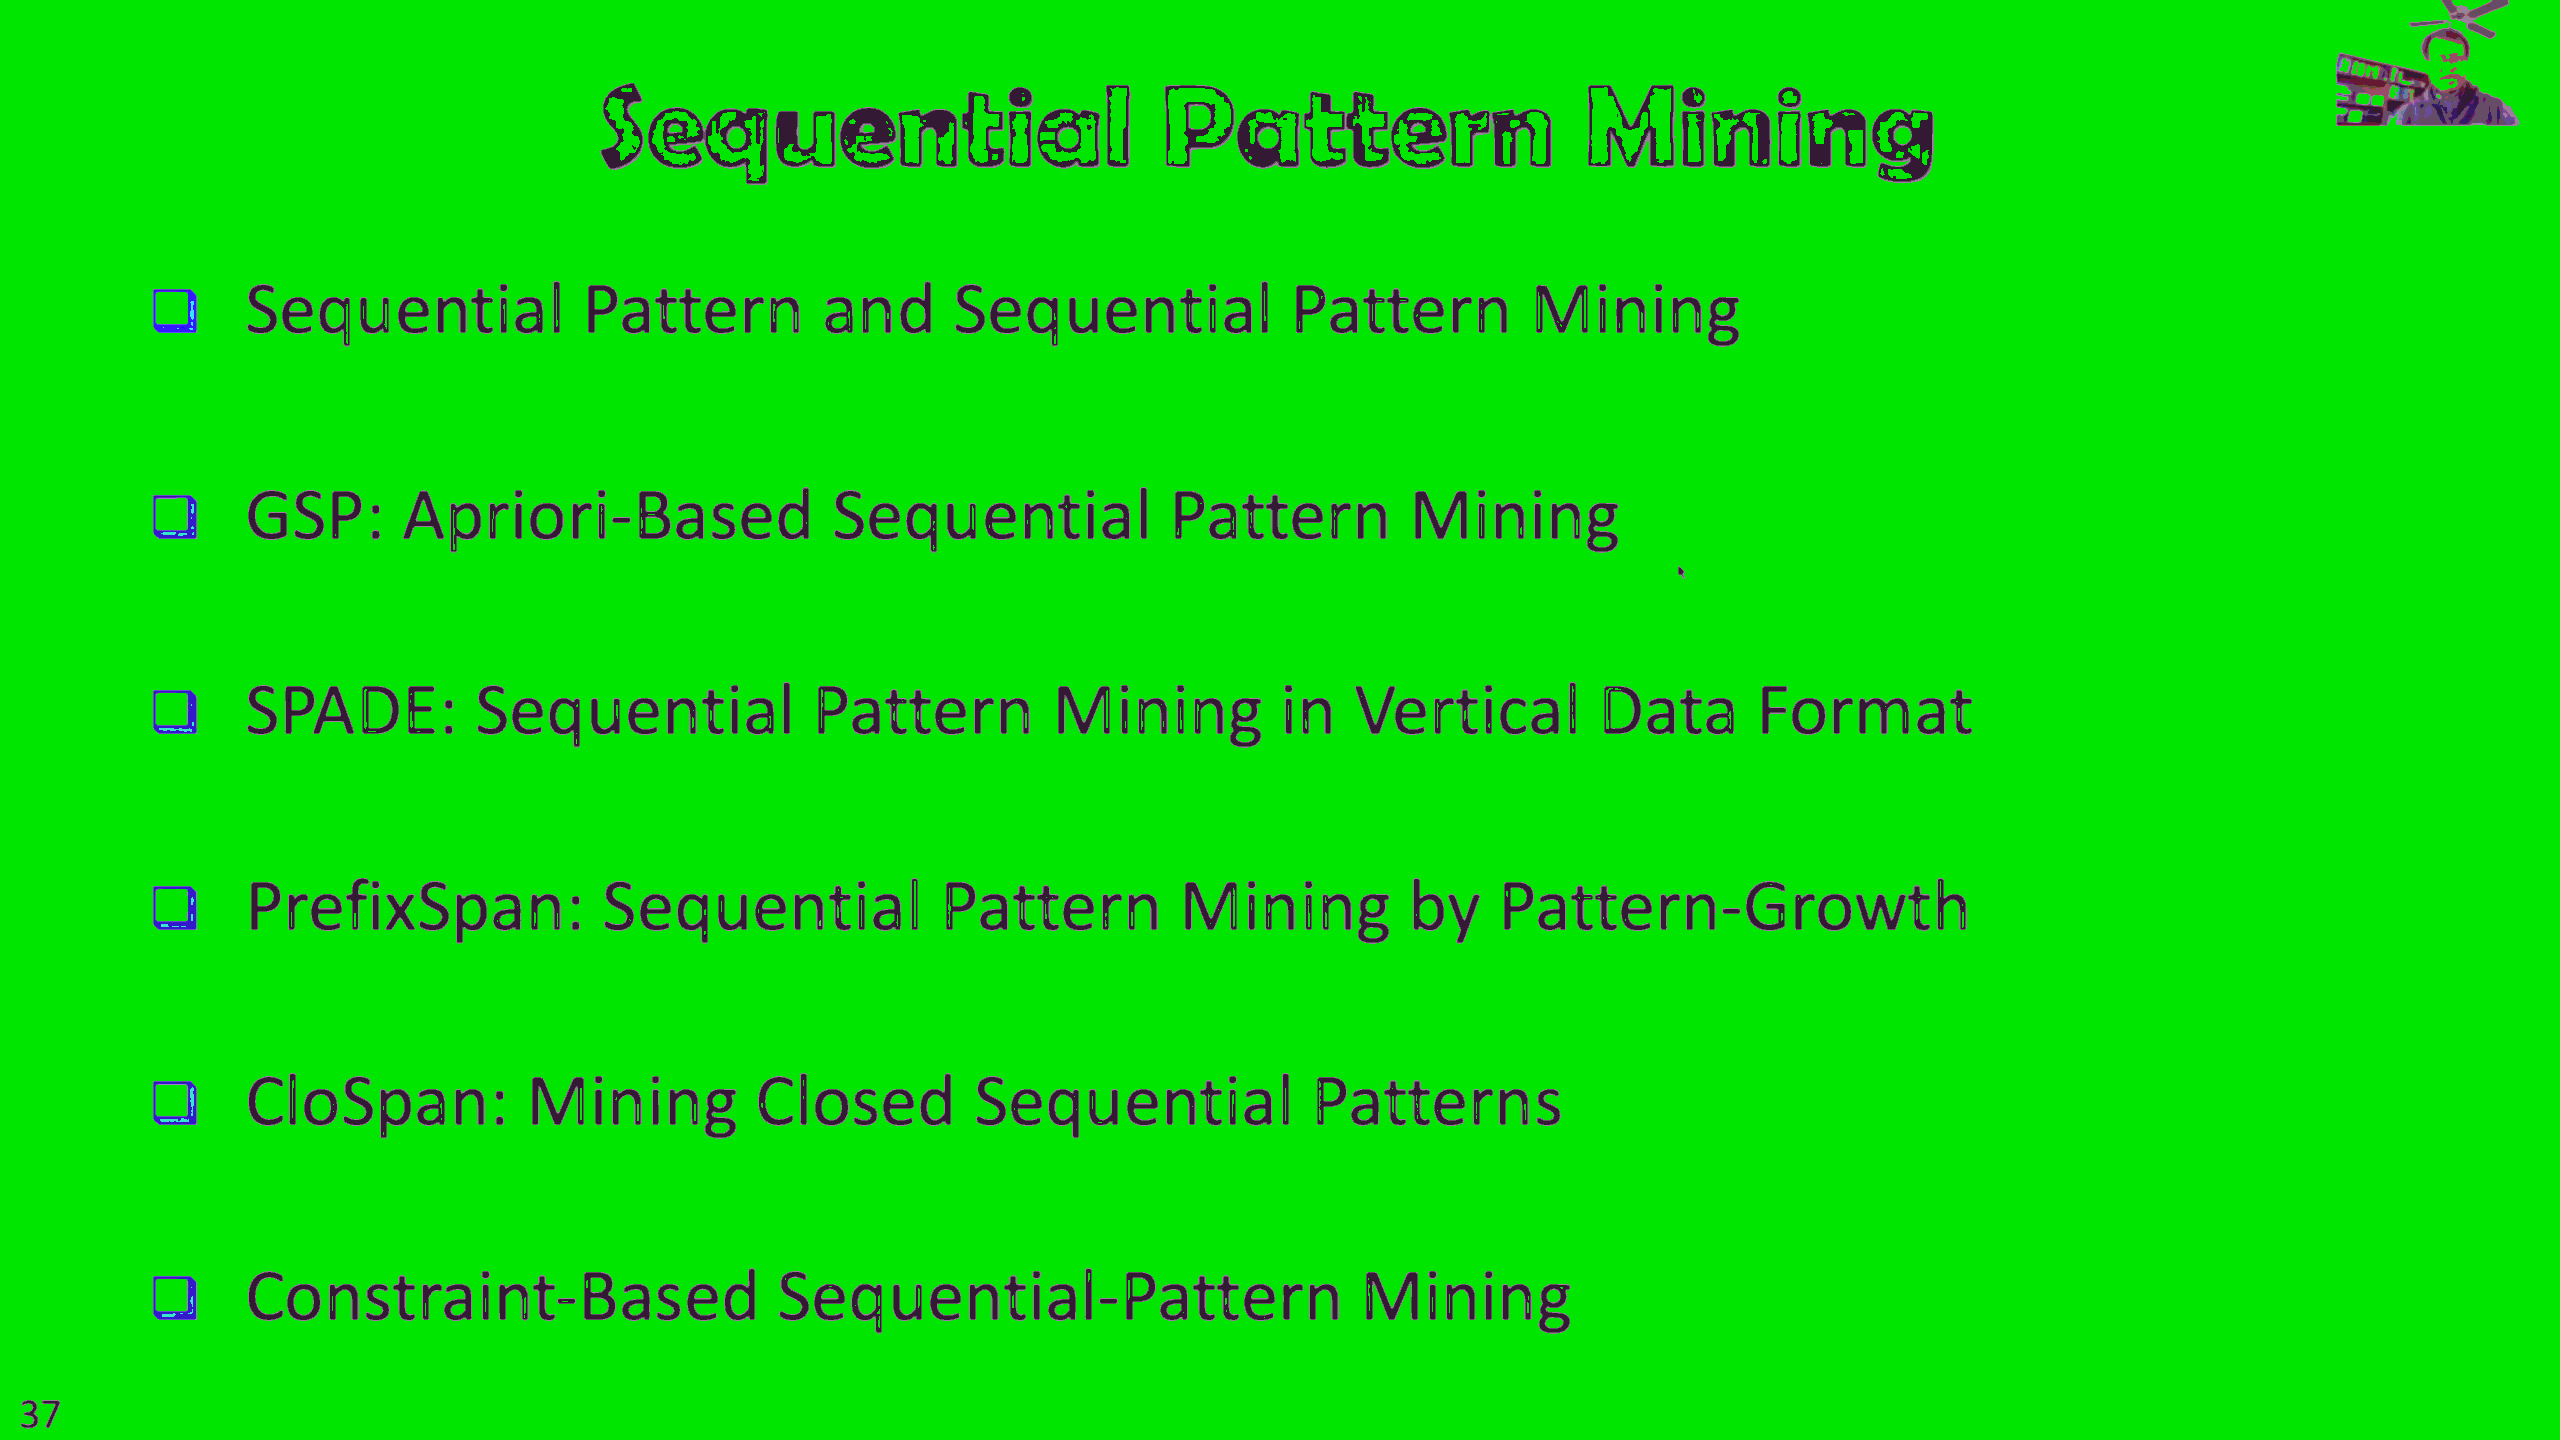 Sequential Pattern Mining
Sequential Pattern and Sequential Pattern Mining
GSP: Apriori-Based Sequential Pattern Mining
SPADE: Sequential Pattern Mining in Vertical Data Format
PrefixSpan: Sequential Pattern Mining by Pattern-Growth
CloSpan: Mining Closed Sequential Patterns
Constraint-Based Sequential-Pattern Mining
37